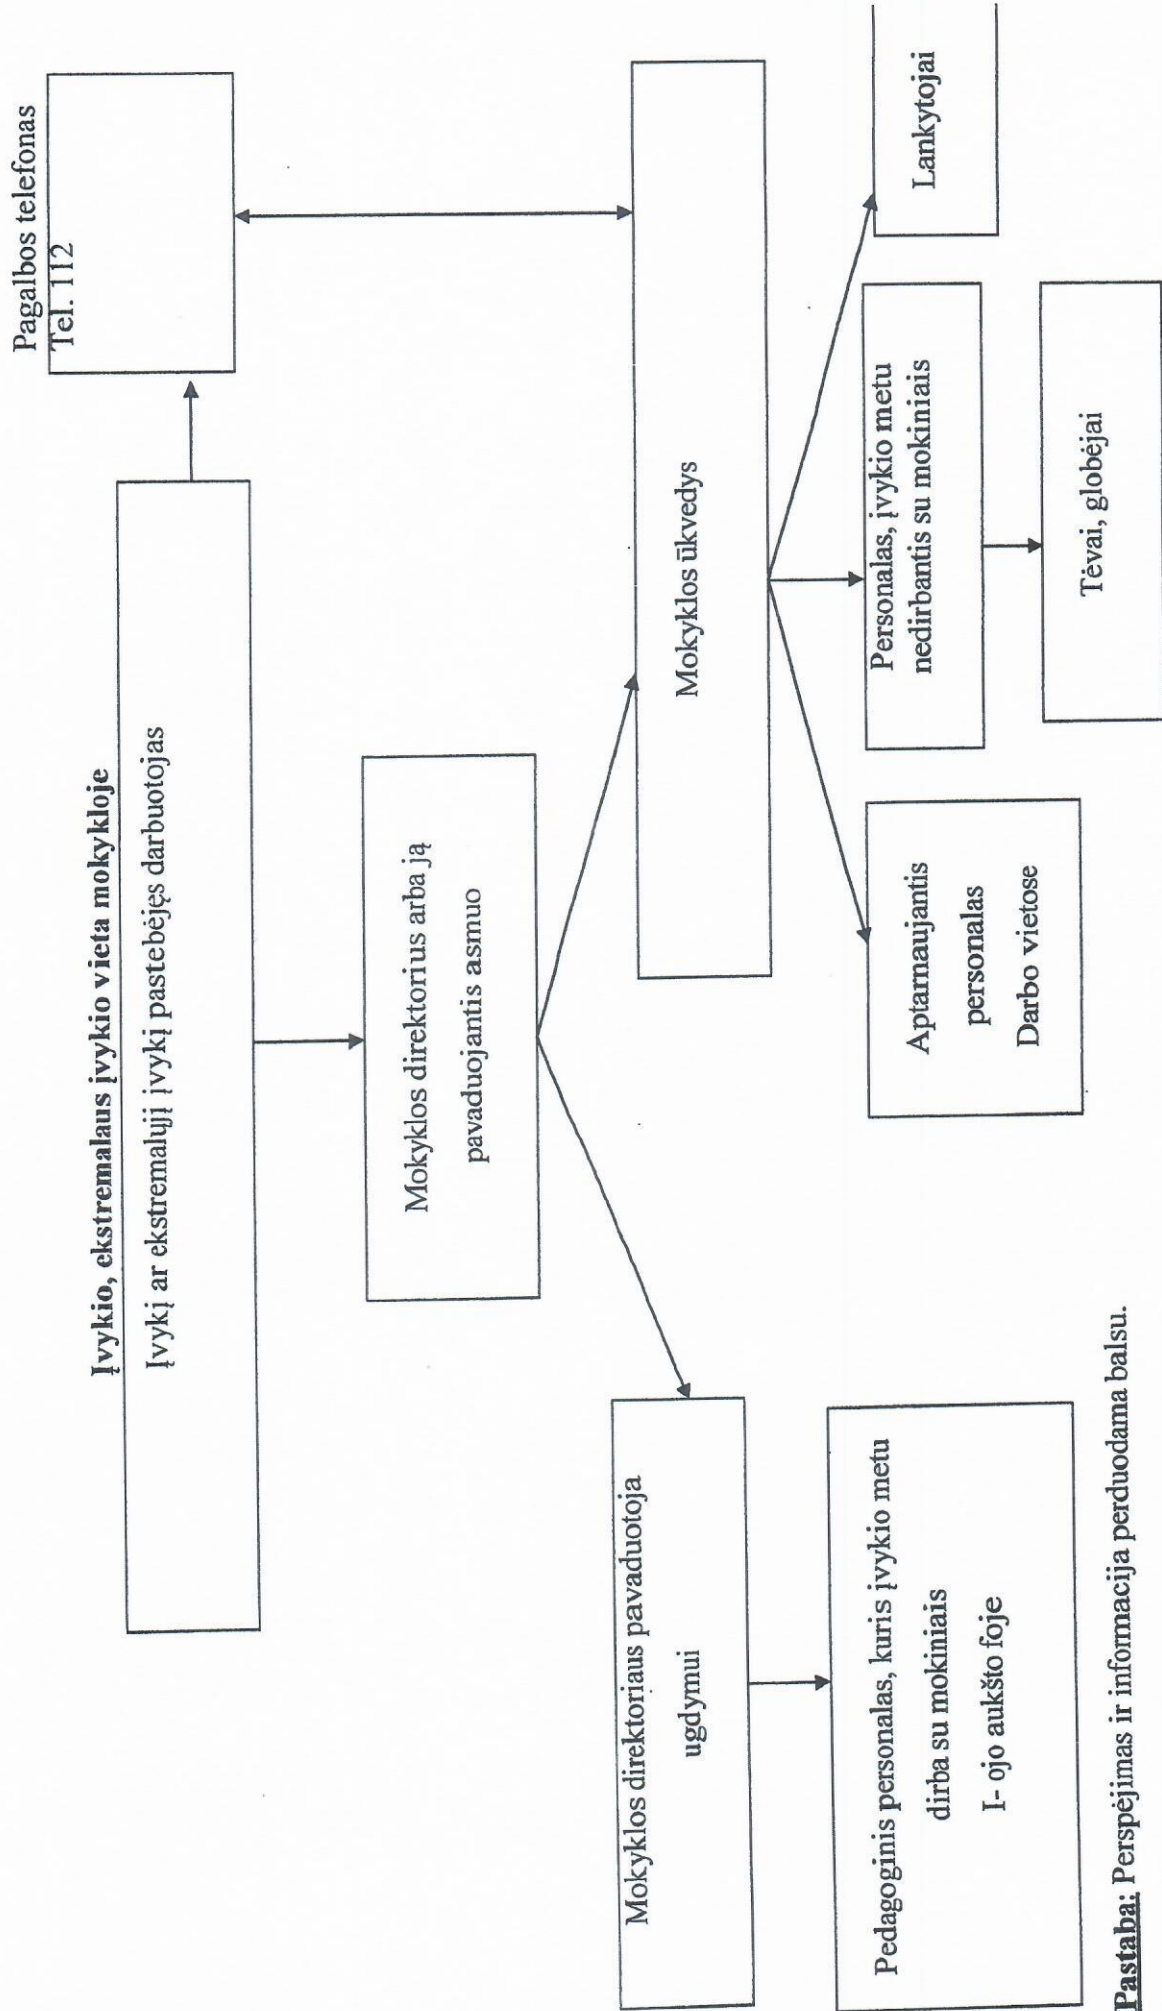 Pagalbos telefonas
Tel. 112
Įvykio, ekstremalaus įvykio vieta mokykloje
Įvykį ar ekstremalųjį įvykį pastebėjęs darbuotojas
Mokyklos direktorius arba ją
pavaduojantis asmuo
Mokyklos direktoriaus pavaduotoja
ugdymui
Mokyklos ūkvedys
Pedagoginis personalas, kuris įvykio metu
dirba su mokiniais
I- ojo aukšto foje
Aptarnaujantis
personalas
Darbo vietose
Personalas, įvykio metu
nedirbantis su mokiniais
Lankytojai
Tėvai, globėjai
Pastaba: Perspėjimas ir informacija perduodama balsu.